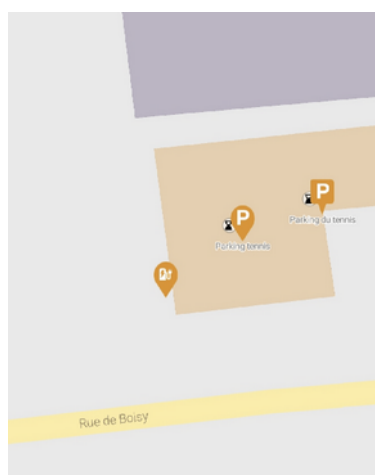 P
P
Parking du tennis
Parking tennis
Rue de Boisy